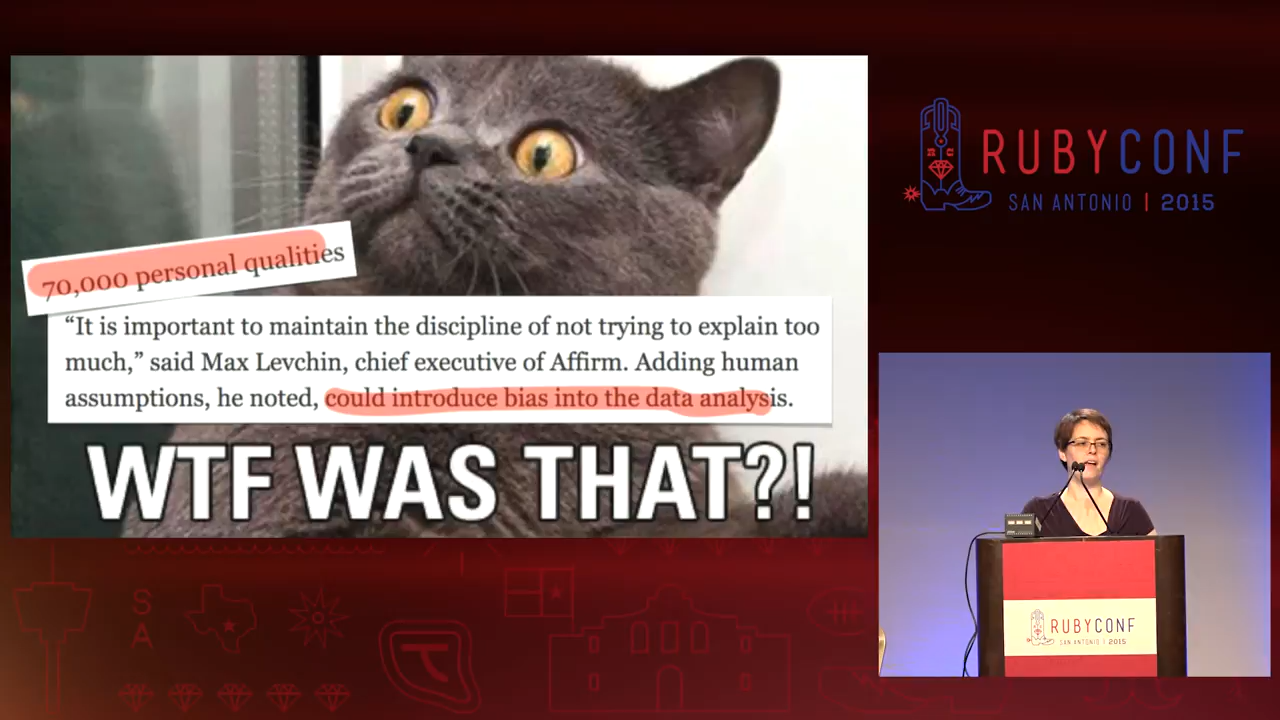 70,000 personal qualities
“It is important to maintain the discipline of not trying to explain too
much,” said Max Levchin, chief executive of Affirm. Adding human
assumptions, he noted, could introduce bias into the data analysis.
WTF WAS THAT?!
RUBYCONF
SAN ANTONIO | 2015
S
A
RUBYCONF
SAN ANTONIO | 2015